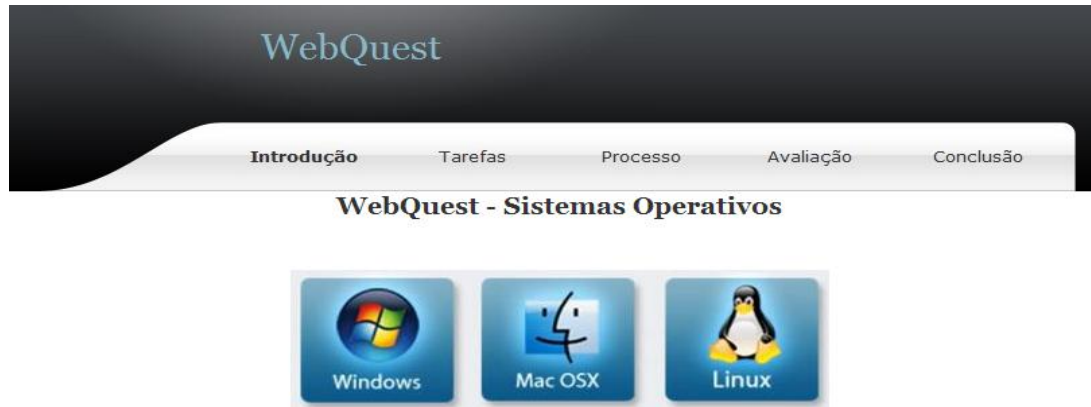 WebQuest
Introdução Tarefas Processo Avaliação Conclusão
WebQuest - Sistemas Operativos
Windows Mac OSX Linux